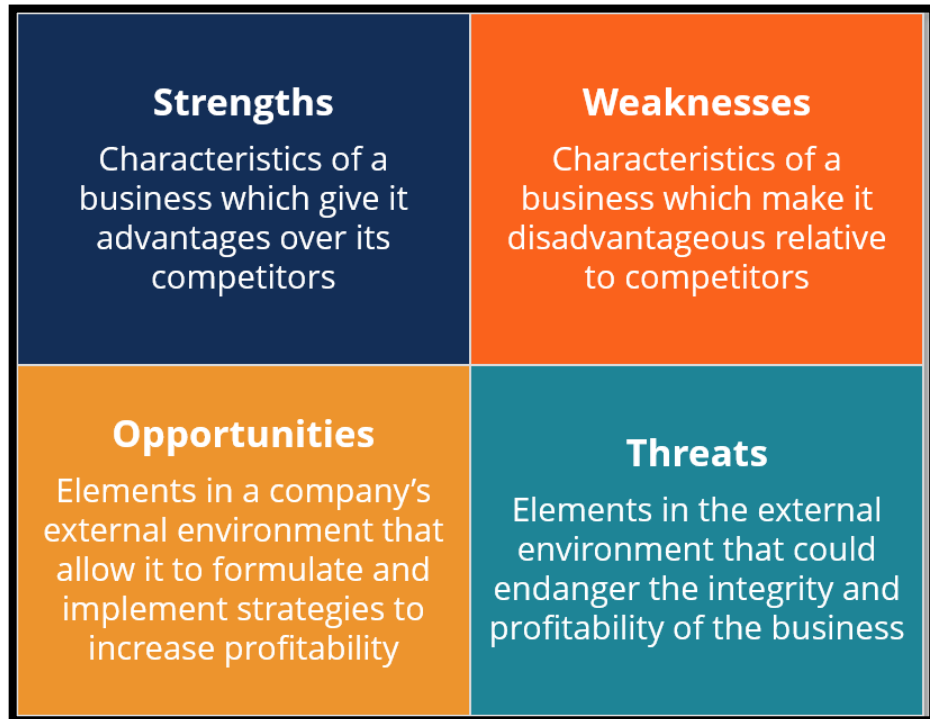 Strengths
Characteristics of a
business which give it
advantages over its
competitors
Weaknesses
Characteristics of a
business which make it
disadvantageous relative
to competitors
Opportunities
Elements in a company’s
external environment that
allow it to formulate and
implement strategies to
increase profitability
Threats
Elements in the external
environment that could
endanger the integrity and
profitability of the business